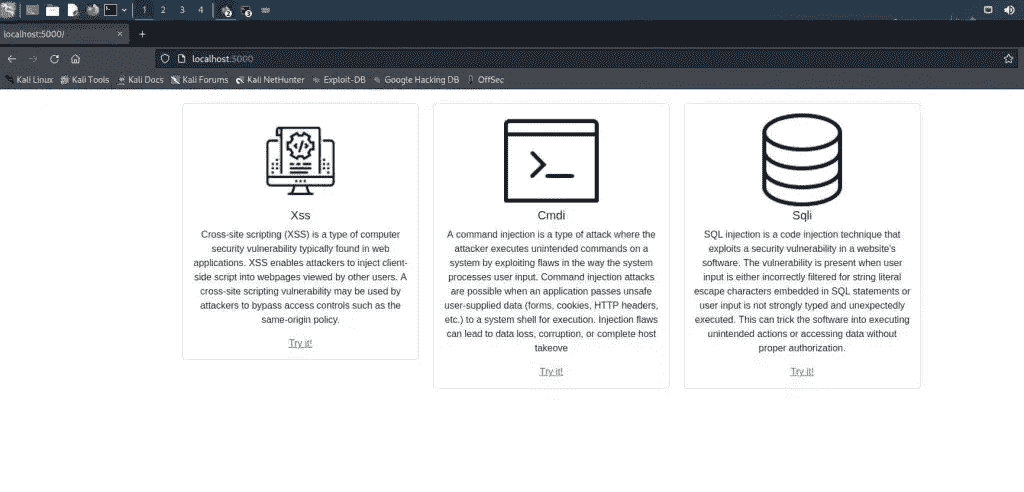 1 2 3 4
localhost:5000/
localhost:5000
Kali Linux Kali Tools Kali Docs Kali Forums Kali NetHunter Exploit-DB Google Hacking DB OffSec
Xss
Cross-site scripting (XSS) is a type of computer
security vulnerability typically found in web
applications. XSS enables attackers to inject client-
side script into webpages viewed by other users. A
cross-site scripting vulnerability may be used by
attackers to bypass access controls such as the
same-origin policy.
Try it!
Cmdi
A command injection is a type of attack where the
attacker executes unintended commands on a
system by exploiting flaws in the way the system
processes user input. Command injection attacks
are possible when an application passes unsafe
user-supplied data (forms, cookies, HTTP headers,
etc.) to a system shell for execution. Injection flaws
can lead to data loss, corruption, or complete host
takeove
Try it!
Sqli
SQL injection is a code injection technique that
exploits a security vulnerability in a website's
software. The vulnerability is present when user
input is either incorrectly filtered for string literal
escape characters embedded in SQL statements or
user input is not strongly typed and unexpectedly
executed. This can trick the software into executing
unintended actions or accessing data without
proper authorization.
Try it!